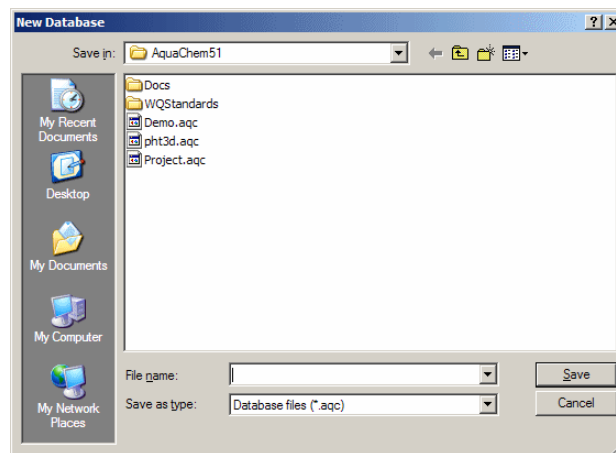 New Database
Save in:
AquaChem51
My Recent
Documents
Desktop
My Documents
My Computer
My Network
Places
Docs
WQStandards
Demo.aqc
pht3d.aqc
Project.aqc
File name:
Save
Save as type:
Database files (*.aqc)
Cancel